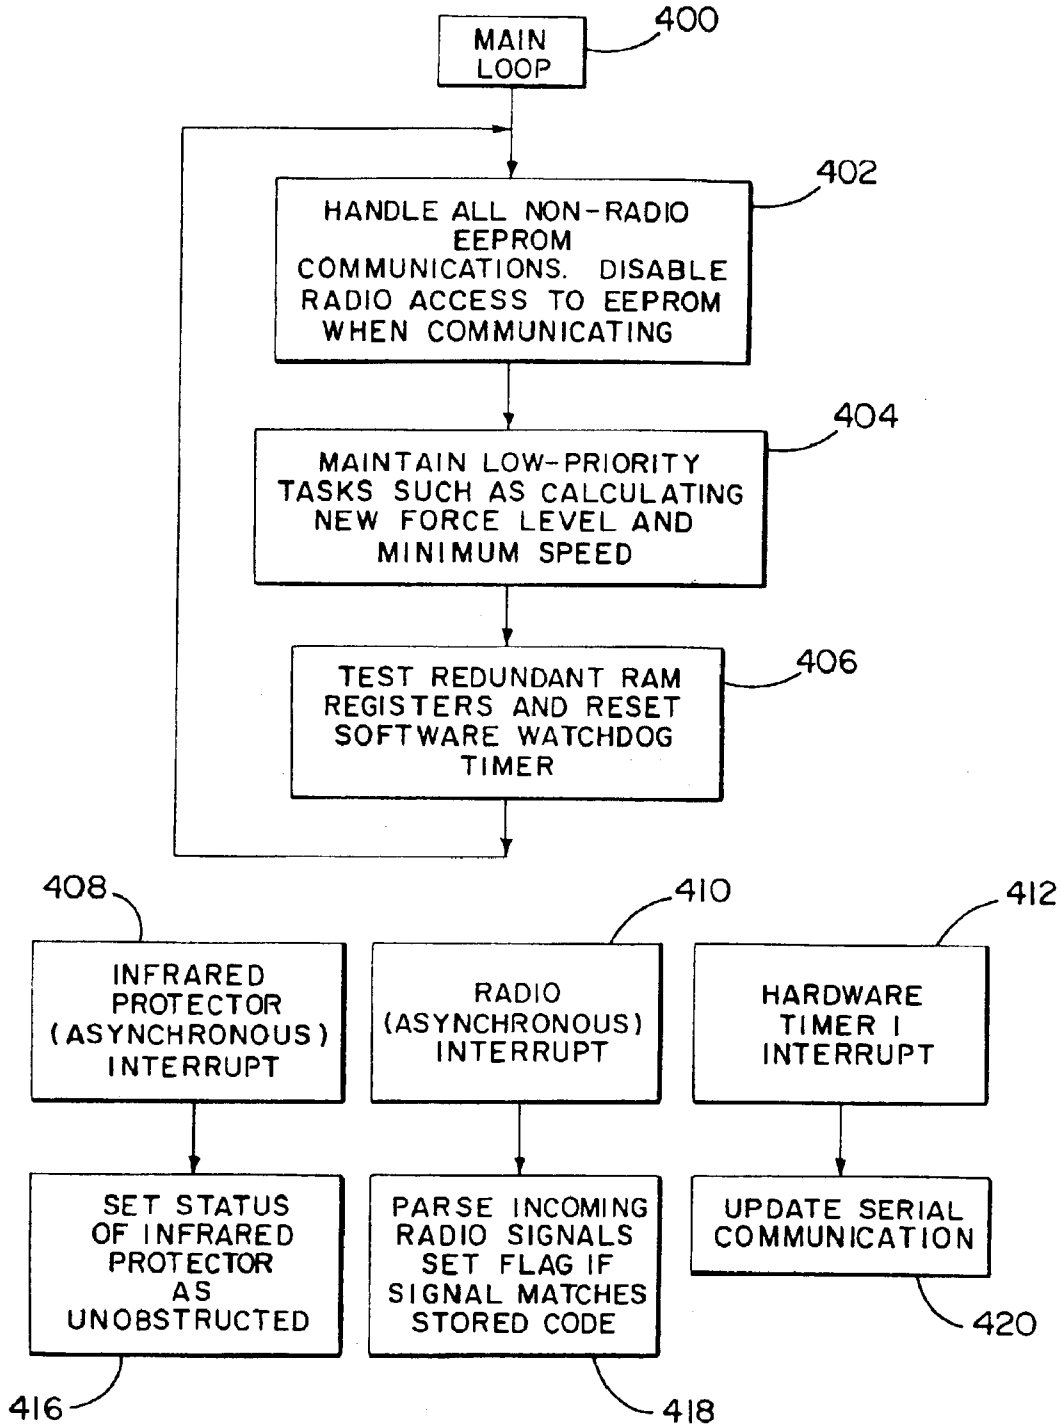 MAIN
LOOP
400
402
HANDLE ALL NON-RADIO
EEPROM
COMMUNICATIONS. DISABLE
RADIO ACCESS TO EEPROM
WHEN COMMUNICATING
404
MAINTAIN LOW-PRIORITY
TASKS SUCH AS CALCULATING
NEW FORCE LEVEL AND
MINIMUM SPEED
406
TEST REDUNDANT RAM
REGISTERS AND RESET
SOFTWARE WATCHDOG
TIMER
408
INFRARED
PROTECTOR
(ASYNCHRONOUS)
INTERRUPT
410
RADIO
(ASYNCHRONOUS)
INTERRUPT
412
HARDWARE
TIMER I
INTERRUPT
SET STATUS
OF INFRARED
PROTECTOR
AS
UNOBSTRUCTED
416
PARSE INCOMING
RADIO SIGNALS
SET FLAG IF
SIGNAL MATCHES
STORED CODE
418
UPDATE SERIAL
COMMUNICATION
420